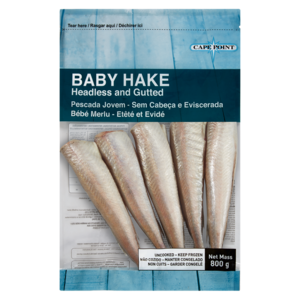 Tear here / Rasgar aqui / Déchirer ici
CAPE POINT
BABY HAKE
Headless and Gutted
Pescada Jovem - Sem Cabeça e Eviscerada
Bébé Merlu - Etêté et Evidé
UNCOOKED - KEEP FROZEN
NÃO COZIDO - MANTER CONGELADO
NON CUITS - GARDER CONGELÉ
Net Mass
800 g